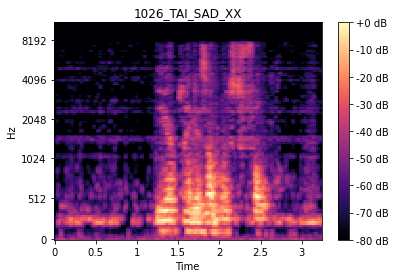 1026_TAI_SAD_XX
+0 dB
8192
-10 dB
4096
-20 dB
-30 dB
2048
Hz
-40 dB
1024
-50 dB
512
-60 dB
-70 dB
0
-80 dB
0 0.5 1 1.5 2 2.5 3
Time